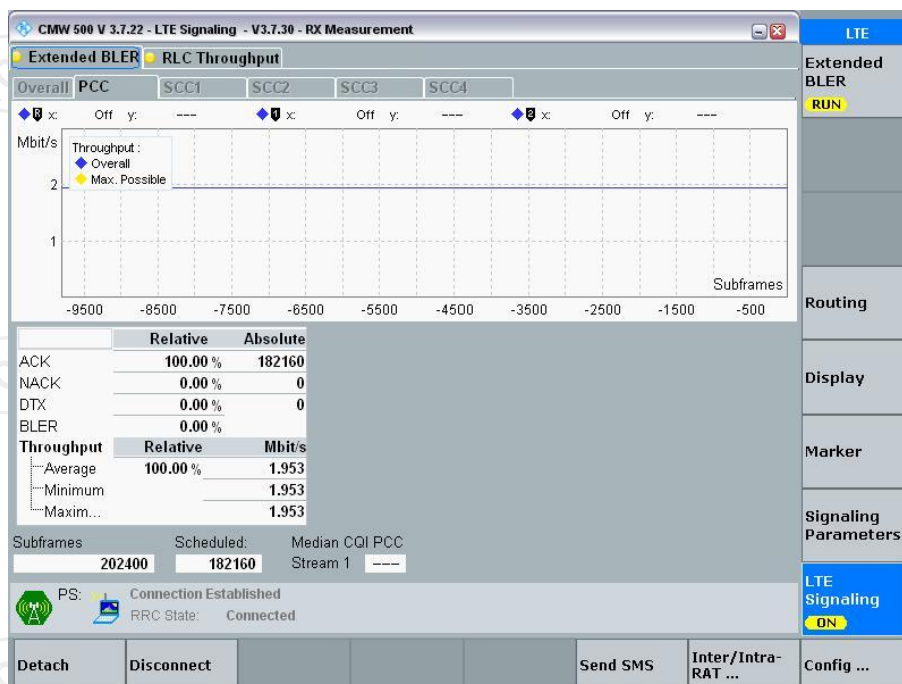 CMW 500 V 3.7.22 - LTE Signaling - V3.7.30 - RX Measurement
LTE
Extended BLER RLC Throughput
Extended
BLER
RUN
Overall PCC SCC1 SCC2 SCC3 SCC4
R x: Off y: --- 1 x: Off y: --- 2 x: Off y: ---
Mbit/s
Throughput :
Overall
Max. Possible
2
1
Subframes
-9500 -8500 -7500 -6500 -5500 -4500 -3500 -2500 -1500 -500
Routing
Relative Absolute
ACK 100.00 % 182160
NACK 0.00 % 0
DTX 0.00 % 0
BLER 0.00 %
Throughput Relative Mbit/s
Average 100.00 % 1.953
Minimum 1.953
Maxim... 1.953
Display
Marker
Signaling
Parameters
Subframes Scheduled: Median CQI PCC
202400 182160 Stream 1 ---
PS: Connection Established
RRC State: Connected
LTE
Signaling
ON
Detach Disconnect Send SMS Inter/Intra-
RAT ... Config ...